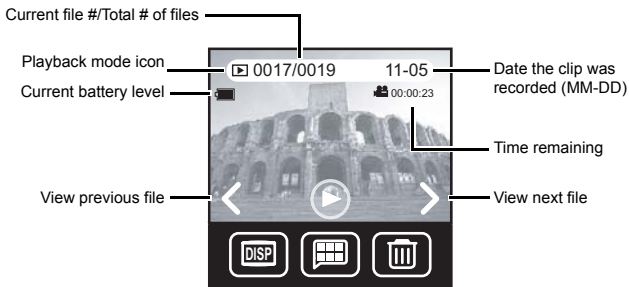 Current file #/Total # of files
Playback mode icon
0017/0019 11-05
Date the clip was
recorded (MM-DD)
Current battery level
00:00:23
Time remaining
View previous file
View next file
DISP